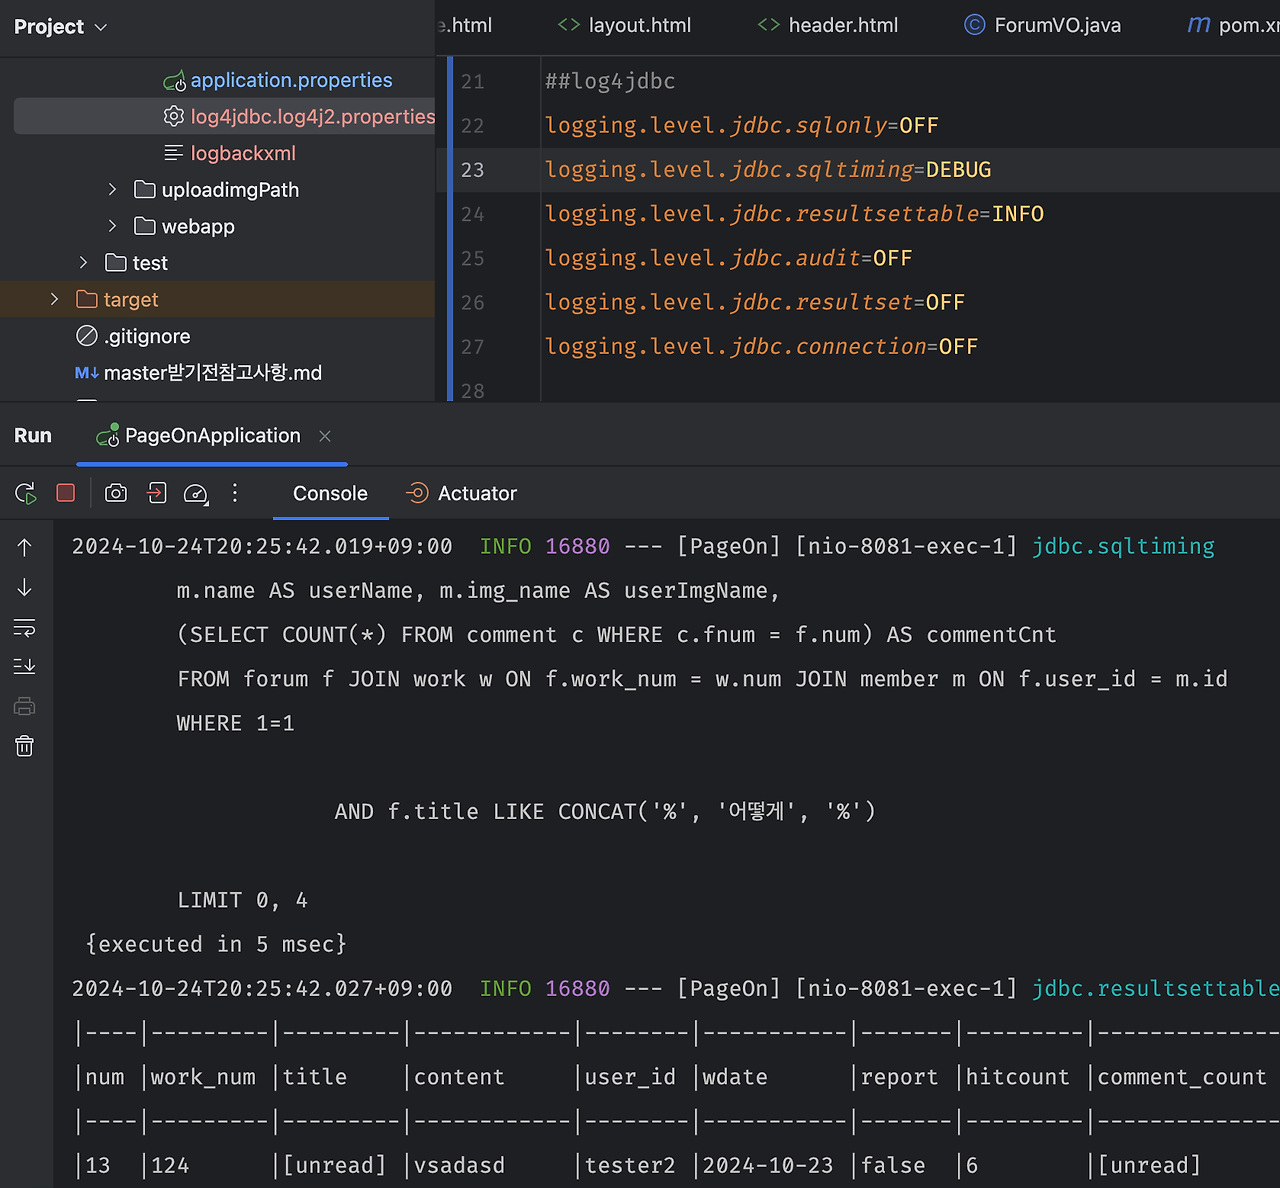 Project
e.html
layout.html
header.html
ForumVO.java
pom.x
application.properties
log4jdbc.log4j2.properties
logbackxml
uploadimgPath
webapp
test
target
.gitignore
M↓ master받기전참고사항.md
21 ##log4jdbc
22 logging.level.jdbc.sqlonly=OFF
23 logging.level.jdbc.sqltiming=DEBUG
24 logging.level.jdbc.resultsettable=INFO
25 logging.level.jdbc.audit=OFF
26 logging.level.jdbc.resultset=OFF
27 logging.level.jdbc.connection=OFF
28
Run PageOnApplication
Console Actuator
2024-10-24T20:25:42.019+09:00 INFO 16880 --- [PageOn] [nio-8081-exec-1] jdbc.sqltiming
m.name AS userName, m.img_name AS userImgName,
(SELECT COUNT(*) FROM comment c WHERE c.fnum = f.num) AS commentCnt
FROM forum f JOIN work w ON f.work_num = w.num JOIN member m ON f.user_id = m.id
WHERE 1=1
AND f.title LIKE CONCAT('%', '어떻게', '%')
LIMIT 0, 4
{executed in 5 msec}
2024-10-24T20:25:42.027+09:00 INFO 16880 --- [PageOn] [nio-8081-exec-1] jdbc.resultsettable
|----|---------|---------|------------|--------|-----------|-------|---------|--------------
|num |work_num |title |content |user_id |wdate |report |hitcount |comment_count
|----|---------|---------|------------|--------|-----------|-------|---------|--------------
|13 |124 |[unread] |vsadasd |tester2 |2024-10-23 |false |6 |[unread]